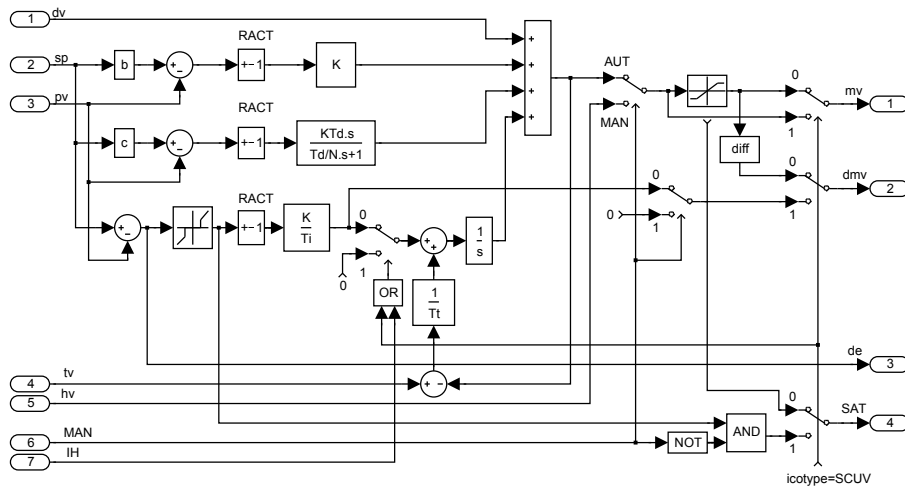 1 dv
2 sp
3 pv
b
RACT
+−1
K
c
RACT
+−1
KTd.s
Td/N.s+1
RACT
+−1
K
Ti
+
+
+
+
AUT
MAN
0
1
mv
1
diff
0
1
dmv
2
0
0
1
0
1
0
OR
1
s
1
Tt
4 tv
5 hv
6 MAN
7 IH
de
3
NOT
AND
0
1
SAT
4
icotype=SCUV